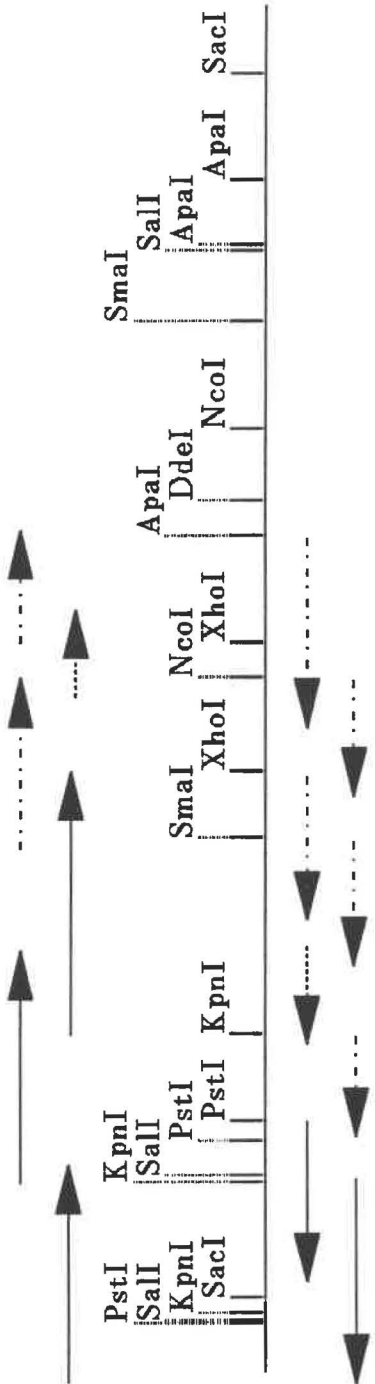 PstI
SalI
KpnI
SacI
KpnI
SalI
PstI
PstI
KpnI
SmaI
XhoI
NcoI
XhoI
ApaI
DdeI
NcoI
SmaI
SalI
ApaI
ApaI
SacI